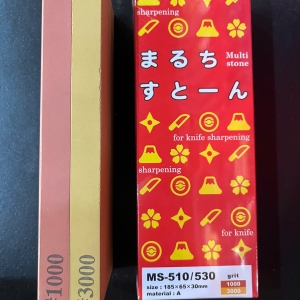 #1000
3000
sharpening
まるち
Multi
stone
すとーん
for knife sharpening
sharpening
for knife
MS-510/530
size : 185×65×30mm
material : A
grit
1000
3000